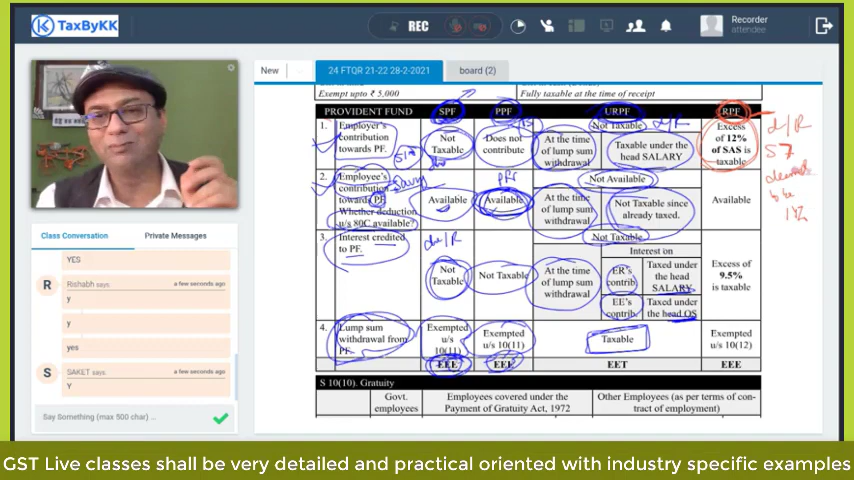 TaxByKK
REC
Recorder
attendee
New
24 FTQR 21-22 28-2-2021
board (2)
Exempt upto ₹ 5,000
Fully taxable at the time of receipt
PROVIDENT FUND
SPF
PPF
URPF
RPF
1. Employer's contribution towards PF.
Not Taxable
Does not contribute
Not Taxable
At the time of lump sum withdrawal
Taxable under the head SALARY
Excess of 12% of SAS is taxable
2. Employee's contribution towards PF Whether deduction u/s 80C available?
Available
Available
Not Available
At the time of lump sum withdrawal
Not Taxable since already taxed.
Available
3. Interest credited to PF.
Not Taxable
Not Taxable
Not Taxable
At the time of lump sum withdrawal
Interest on
ER's contrib.
Taxed under the head SALARY
EE's contrib.
Taxed under the head OS
Excess of 9.5% is taxable
4. Lump sum withdrawal from PF.
Exempted u/s 10(11)
Exempted u/s 10(11)
Taxable
Exempted u/s 10(12)
EEE
EEE
EET
EEE
S 10(10). Gratuity
Govt. employees
Employees covered under the Payment of Gratuity Act, 1972
Other Employees (as per terms of contract of employment)
Class Conversation
Private Messages
YES
R
Rishabh says
a few seconds ago
y
y
yes
S
SAKET says
a few seconds ago
Y
Say Something (max 500 char) ...
GST Live classes shall be very detailed and practical oriented with industry specific examples